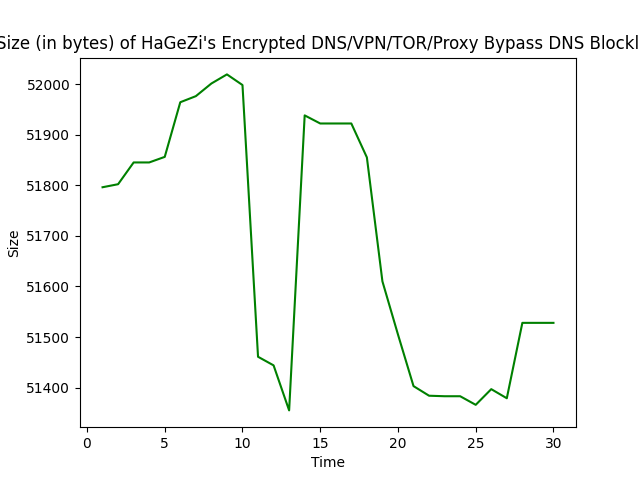 Size (in bytes) of HaGeZi's Encrypted DNS/VPN/TOR/Proxy Bypass DNS Blockl
52000
51900
51800
51700
51600
51500
51400
Size
0 5 10 15 20 25 30
Time